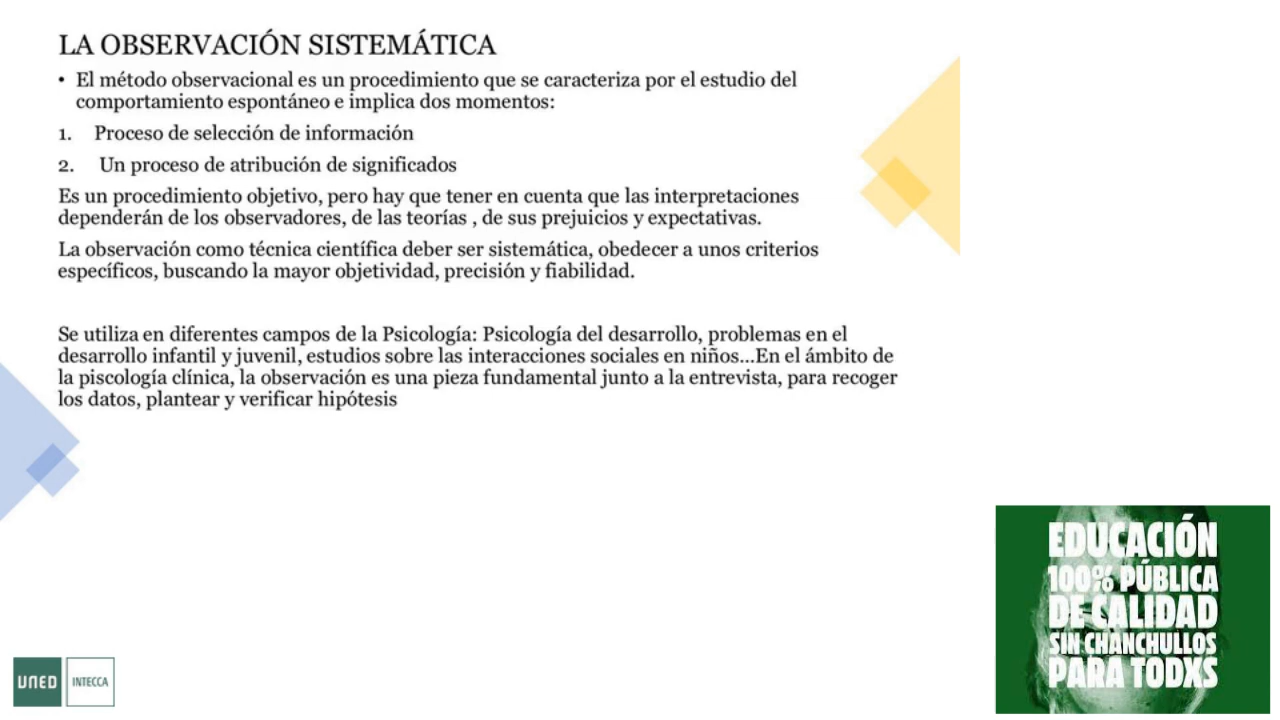 LA OBSERVACIÓN SISTEMÁTICA
• El método observacional es un procedimiento que se caracteriza por el estudio del
comportamiento espontáneo e implica dos momentos:
1. Proceso de selección de información
2. Un proceso de atribución de significados
Es un procedimiento objetivo, pero hay que tener en cuenta que las interpretaciones
dependerán de los observadores, de las teorías , de sus prejuicios y expectativas.
La observación como técnica científica deber ser sistemática, obedecer a unos criterios
específicos, buscando la mayor objetividad, precisión y fiabilidad.
Se utiliza en diferentes campos de la Psicología: Psicología del desarrollo, problemas en el
desarrollo infantil y juvenil, estudios sobre las interacciones sociales en niños...En el ámbito de
la piscología clínica, la observación es una pieza fundamental junto a la entrevista, para recoger
los datos, plantear y verificar hipótesis
EDUCACIÓN
100% PÚBLICA
DE CALIDAD
SIN CHANCHULLOS
PARA TODXS
UNED INTECCA